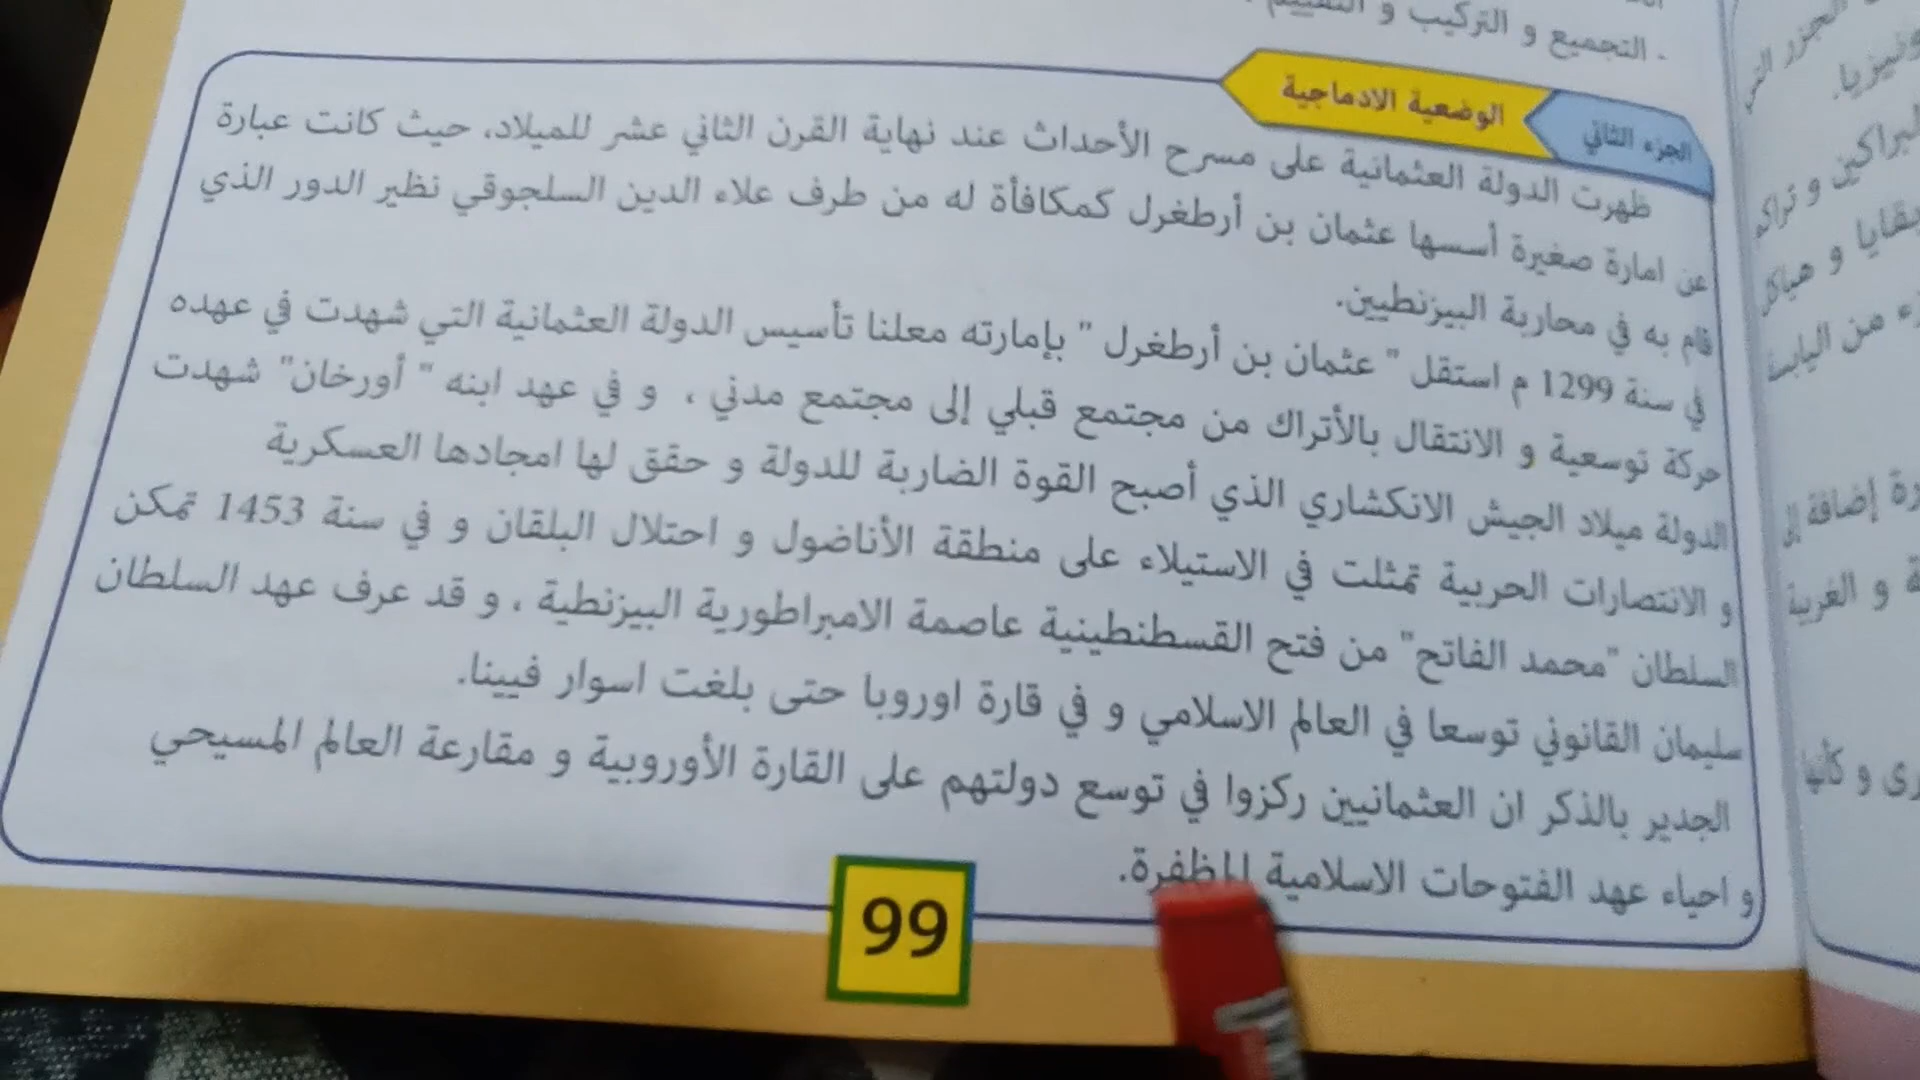 - التجميع و التركيب و التقييم
الجزء الثاني
الوضعية الادماجية
ظهرت الدولة العثمانية على مسرح الأحداث عند نهاية القرن الثاني عشر للميلاد، حيث كانت عبارة
عن امارة صغيرة أسسها عثمان بن أرطغرل كمكافأة له من طرف علاء الدين السلجوقي نظير الدور الذي
قام به في محاربة البيزنطيين.
في سنة 1299 م استقل " عثمان بن أرطغرل " بإمارته معلنا تأسيس الدولة العثمانية التي شهدت في عهده
حركة توسعية و الانتقال بالأتراك من مجتمع قبلي إلى مجتمع مدني ، و في عهد ابنه " أورخان" شهدت
الدولة ميلاد الجيش الانكشاري الذي أصبح القوة الضاربة للدولة و حقق لها امجادها العسكرية
و الانتصارات الحربية تمثلت في الاستيلاء على منطقة الأناضول و احتلال البلقان و في سنة 1453 تمكن
السلطان "محمد الفاتح" من فتح القسطنطينية عاصمة الامبراطورية البيزنطية ، و قد عرف عهد السلطان
سليمان القانوني توسعا في العالم الاسلامي و في قارة اوروبا حتى بلغت اسوار فيينا.
الجدير بالذكر ان العثمانيين ركزوا في توسع دولتهم على القارة الأوروبية و مقارعة العالم المسيحي
و احياء عهد الفتوحات الاسلامية المظفرة.
99